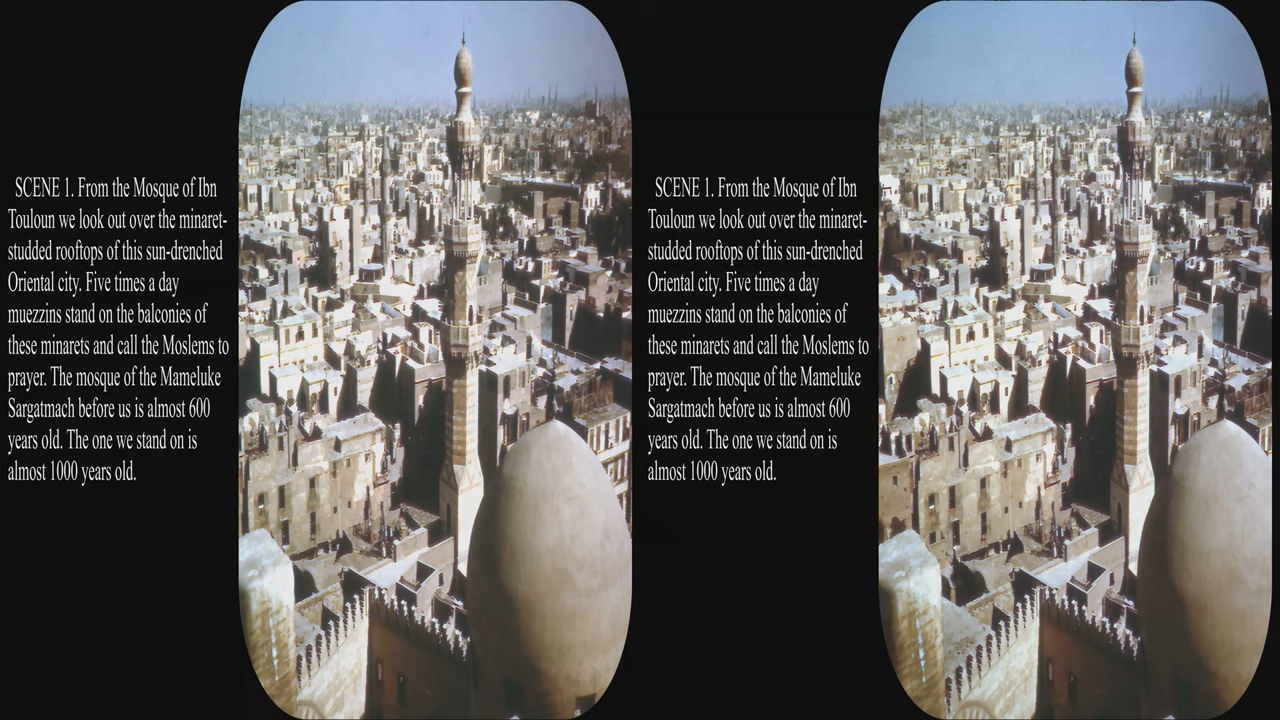 SCENE 1. From the Mosque of Ibn
Touloun we look out over the minaret-
studded rooftops of this sun-drenched
Oriental city. Five times a day
muezzins stand on the balconies of
these minarets and call the Moslems to
prayer. The mosque of the Mameluke
Sargatmach before us is almost 600
years old. The one we stand on is
almost 1000 years old.
SCENE 1. From the Mosque of Ibn
Touloun we look out over the minaret-
studded rooftops of this sun-drenched
Oriental city. Five times a day
muezzins stand on the balconies of
these minarets and call the Moslems to
prayer. The mosque of the Mameluke
Sargatmach before us is almost 600
years old. The one we stand on is
almost 1000 years old.